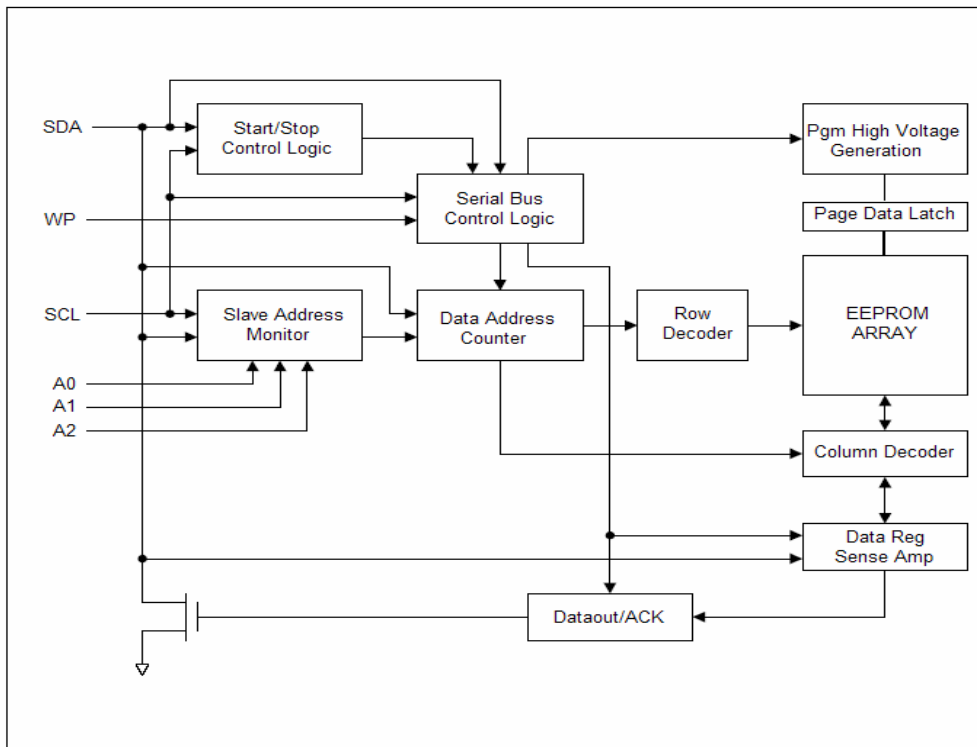 SDA
Start/Stop
Control Logic
Pgm High Voltage
Generation
Serial Bus
Control Logic
WP
Page Data Latch
SCL
Slave Address
Monitor
Data Address
Counter
Row
Decoder
EEPROM
ARRAY
A0
A1
A2
Column Decoder
Data Reg
Sense Amp
Dataout/ACK